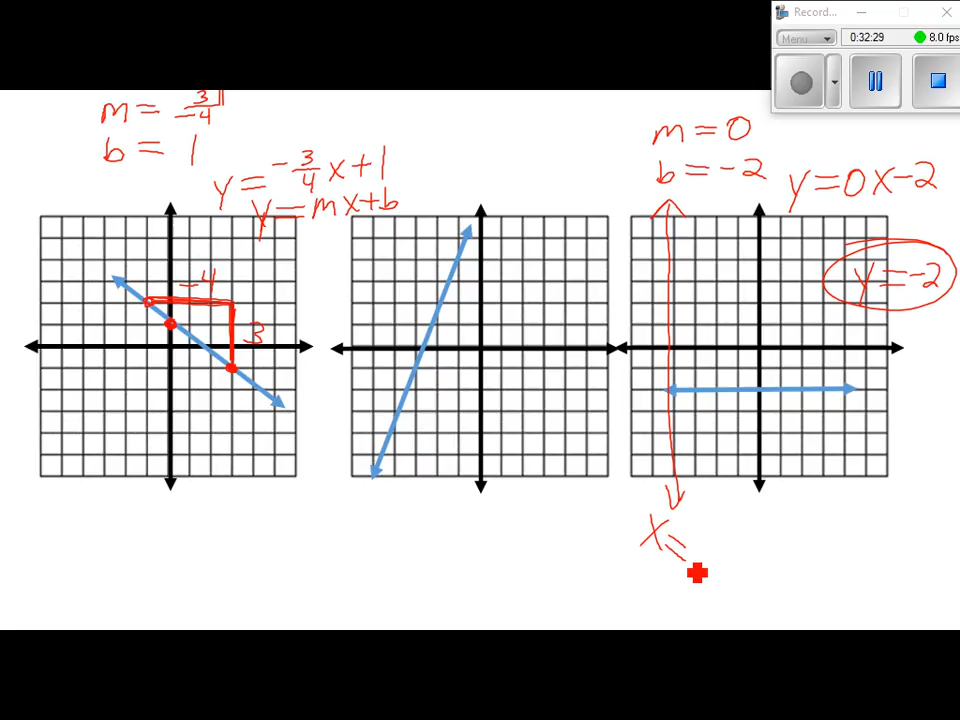 Record...
Menu
0:32:29
8.0 fps
m = 3/-4
b = 1
y = -3/4 x + 1
y = mx+b
-4
3
m = 0
b = -2
y = 0x - 2
y = -2
x =